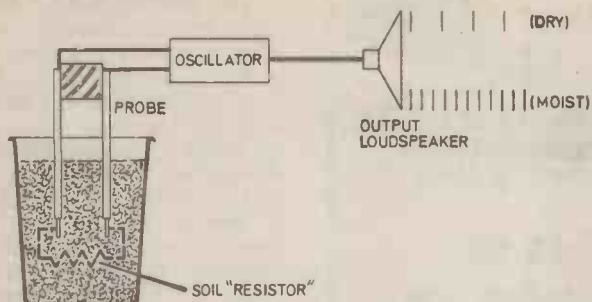 (DRY)
OSCILLATOR
PROBE
(MOIST)
OUTPUT
LOUDSPEAKER
SOIL "RESISTOR"